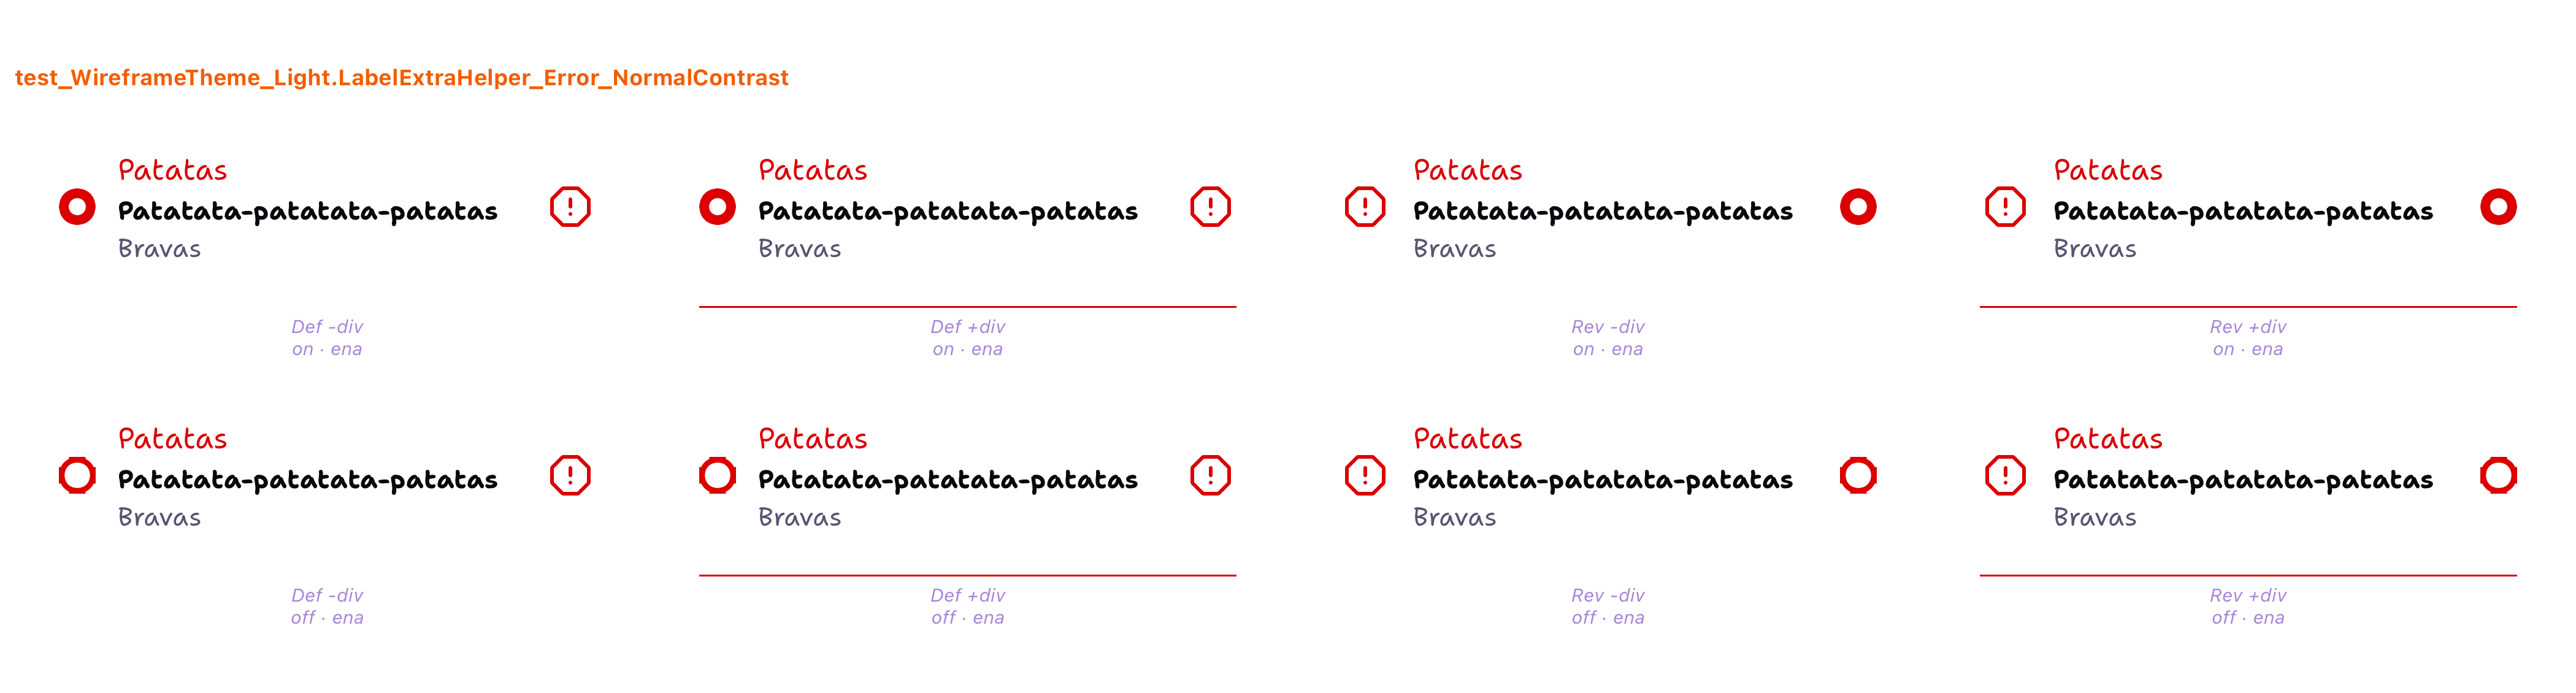 test_WireframeTheme_Light.LabelExtraHelper_Error_NormalContrast
Patatas
Patatata-patatata-patatas
Bravas
Def -div
on · ena
Patatas
Patatata-patatata-patatas
Bravas
Def +div
on · ena
Patatas
Patatata-patatata-patatas
Bravas
Rev -div
on · ena
Patatas
Patatata-patatata-patatas
Bravas
Rev +div
on · ena
Patatas
Patatata-patatata-patatas
Bravas
Def -div
off · ena
Patatas
Patatata-patatata-patatas
Bravas
Def +div
off · ena
Patatas
Patatata-patatata-patatas
Bravas
Rev -div
off · ena
Patatas
Patatata-patatata-patatas
Bravas
Rev +div
off · ena